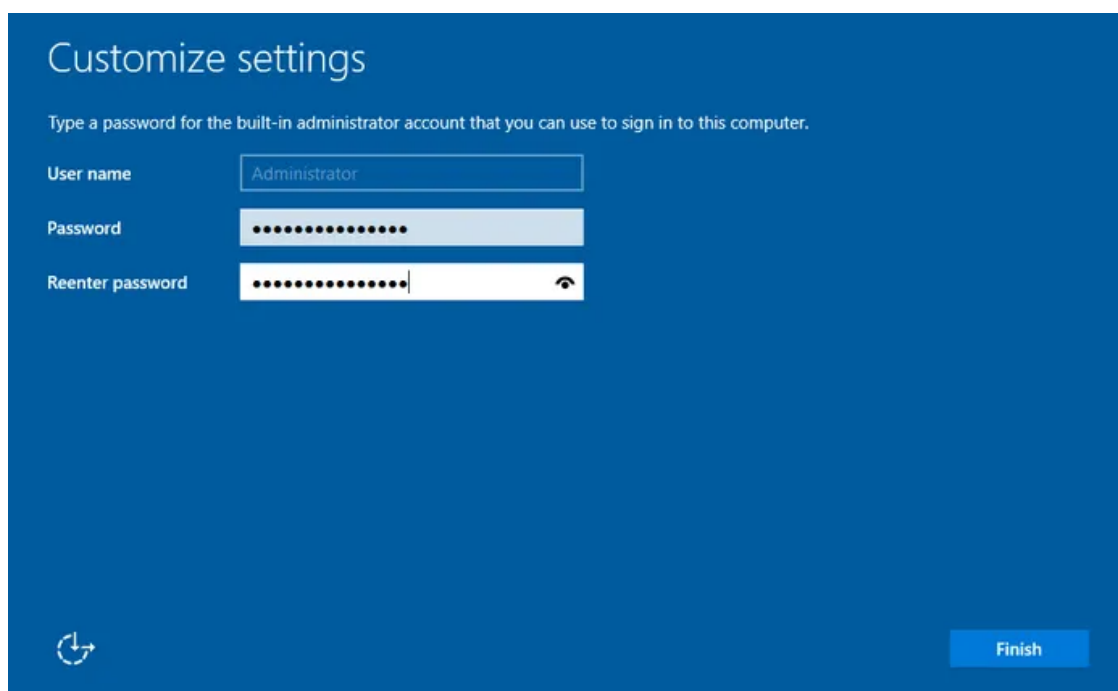 Customize settings
Type a password for the built-in administrator account that you can use to sign in to this computer.
User name Administrator
Password •••••••••••••••
Reenter password •••••••••••••••
Finish